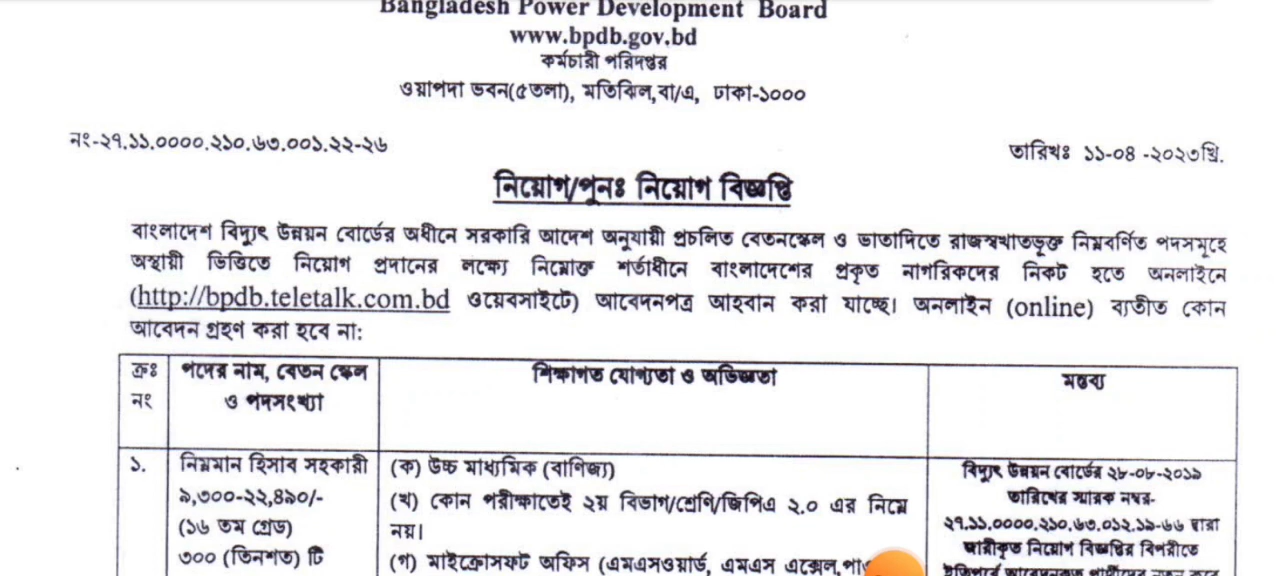 Bangladesh Power Development Board
www.bpdb.gov.bd
কর্মচারী পরিদপ্তর
ওয়াপদা ভবন(৫তলা), মতিঝিল,বা/এ, ঢাকা-১০০০
নং-২৭.১১.০০০০.২১০.৬৩.০০১.২২-২৬
তারিখঃ ১১-০৪ -২০২৩খ্রি.
নিয়োগ/পুনঃ নিয়োগ বিজ্ঞপ্তি
বাংলাদেশ বিদ্যুৎ উন্নয়ন বোর্ডের অধীনে সরকারি আদেশ অনুযায়ী প্রচলিত বেতনস্কেল ও ভাতাদিতে রাজস্বখাতভূক্ত নিম্নবর্ণিত পদসমূহে
অস্থায়ী ভিত্তিতে নিয়োগ প্রদানের লক্ষ্যে নিম্নোক্ত শর্তাধীনে বাংলাদেশের প্রকৃত নাগরিকদের নিকট হতে অনলাইনে
(http://bpdb.teletalk.com.bd ওয়েবসাইটে) আবেদনপত্র আহবান করা যাচ্ছে। অনলাইন (online) ব্যতীত কোন
আবেদন গ্রহণ করা হবে না:
ক্রঃ নং
পদের নাম, বেতন স্কেল
ও পদসংখ্যা
শিক্ষাগত যোগ্যতা ও অভিজ্ঞতা
মন্তব্য
১.
নিম্নমান হিসাব সহকারী
৯,৩০০-২২,৪৯০/-
(১৬ তম গ্রেড)
৩০০ (তিনশত) টি
(ক) উচ্চ মাধ্যমিক (বাণিজ্য)
(খ) কোন পরীক্ষাতেই ২য় বিভাগ/শ্রেণি/জিপিএ ২.০ এর নিম্নে
নয়।
(গ) মাইক্রোসফট অফিস (এমএসওয়ার্ড, এমএস এক্সেল,
বিদ্যুৎ উন্নয়ন বোর্ডের ২৮-০৮-২০১৯
তারিখের স্মারক নম্বর-
২৭.১১.০০০০.২১০.৬৩.০১২.১৯-৬৬ দ্বারা
জারীকৃত নিয়োগ বিজ্ঞপ্তির বিপরীতে